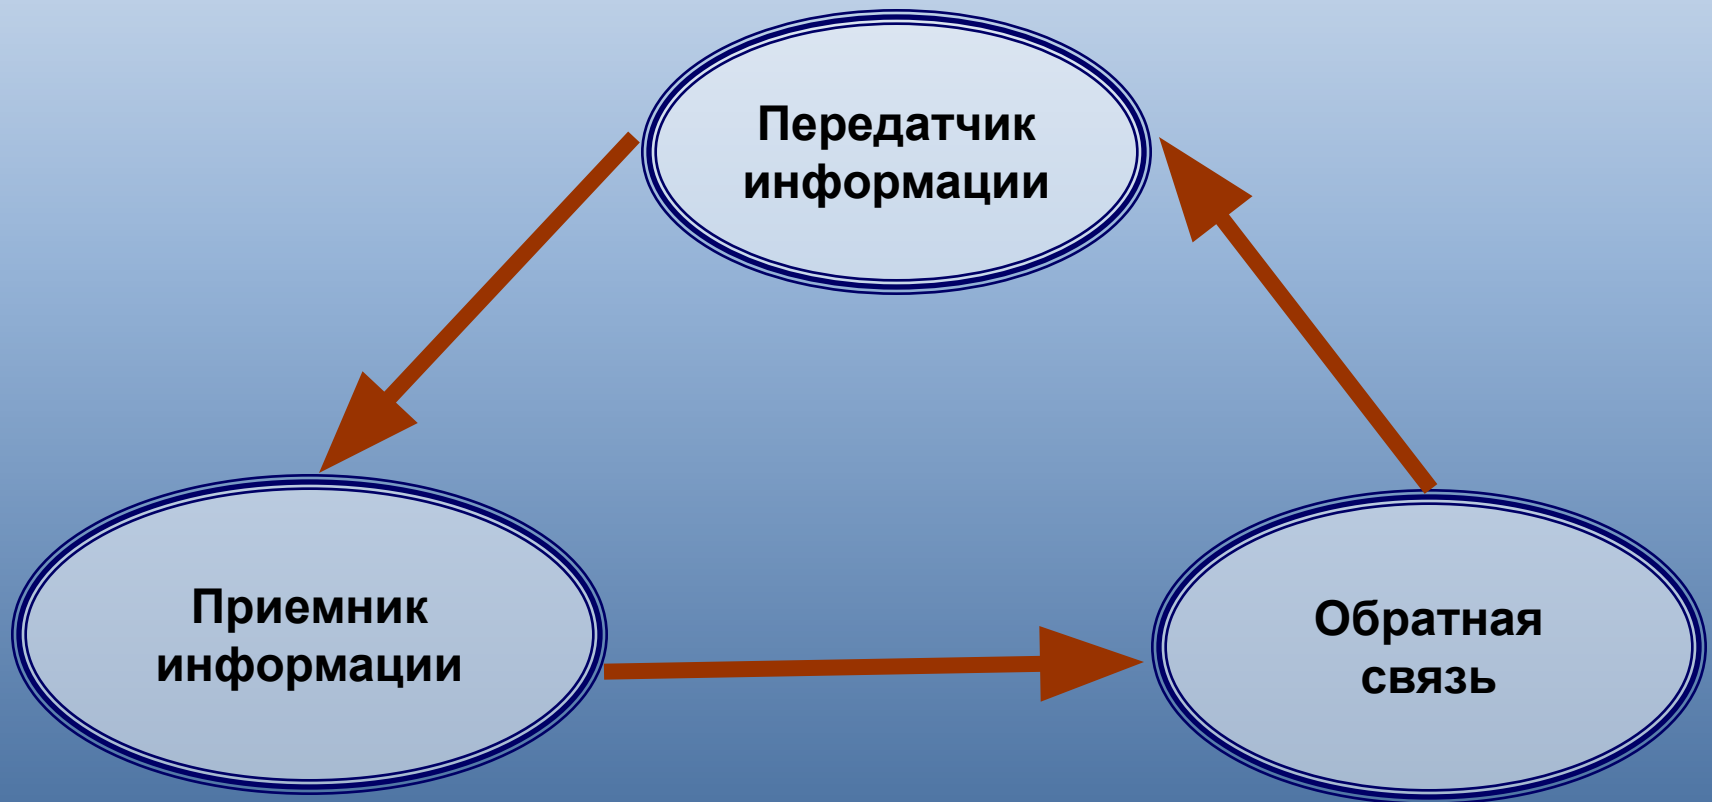 Передатчик
информации
Приемник
информации
Обратная
связь